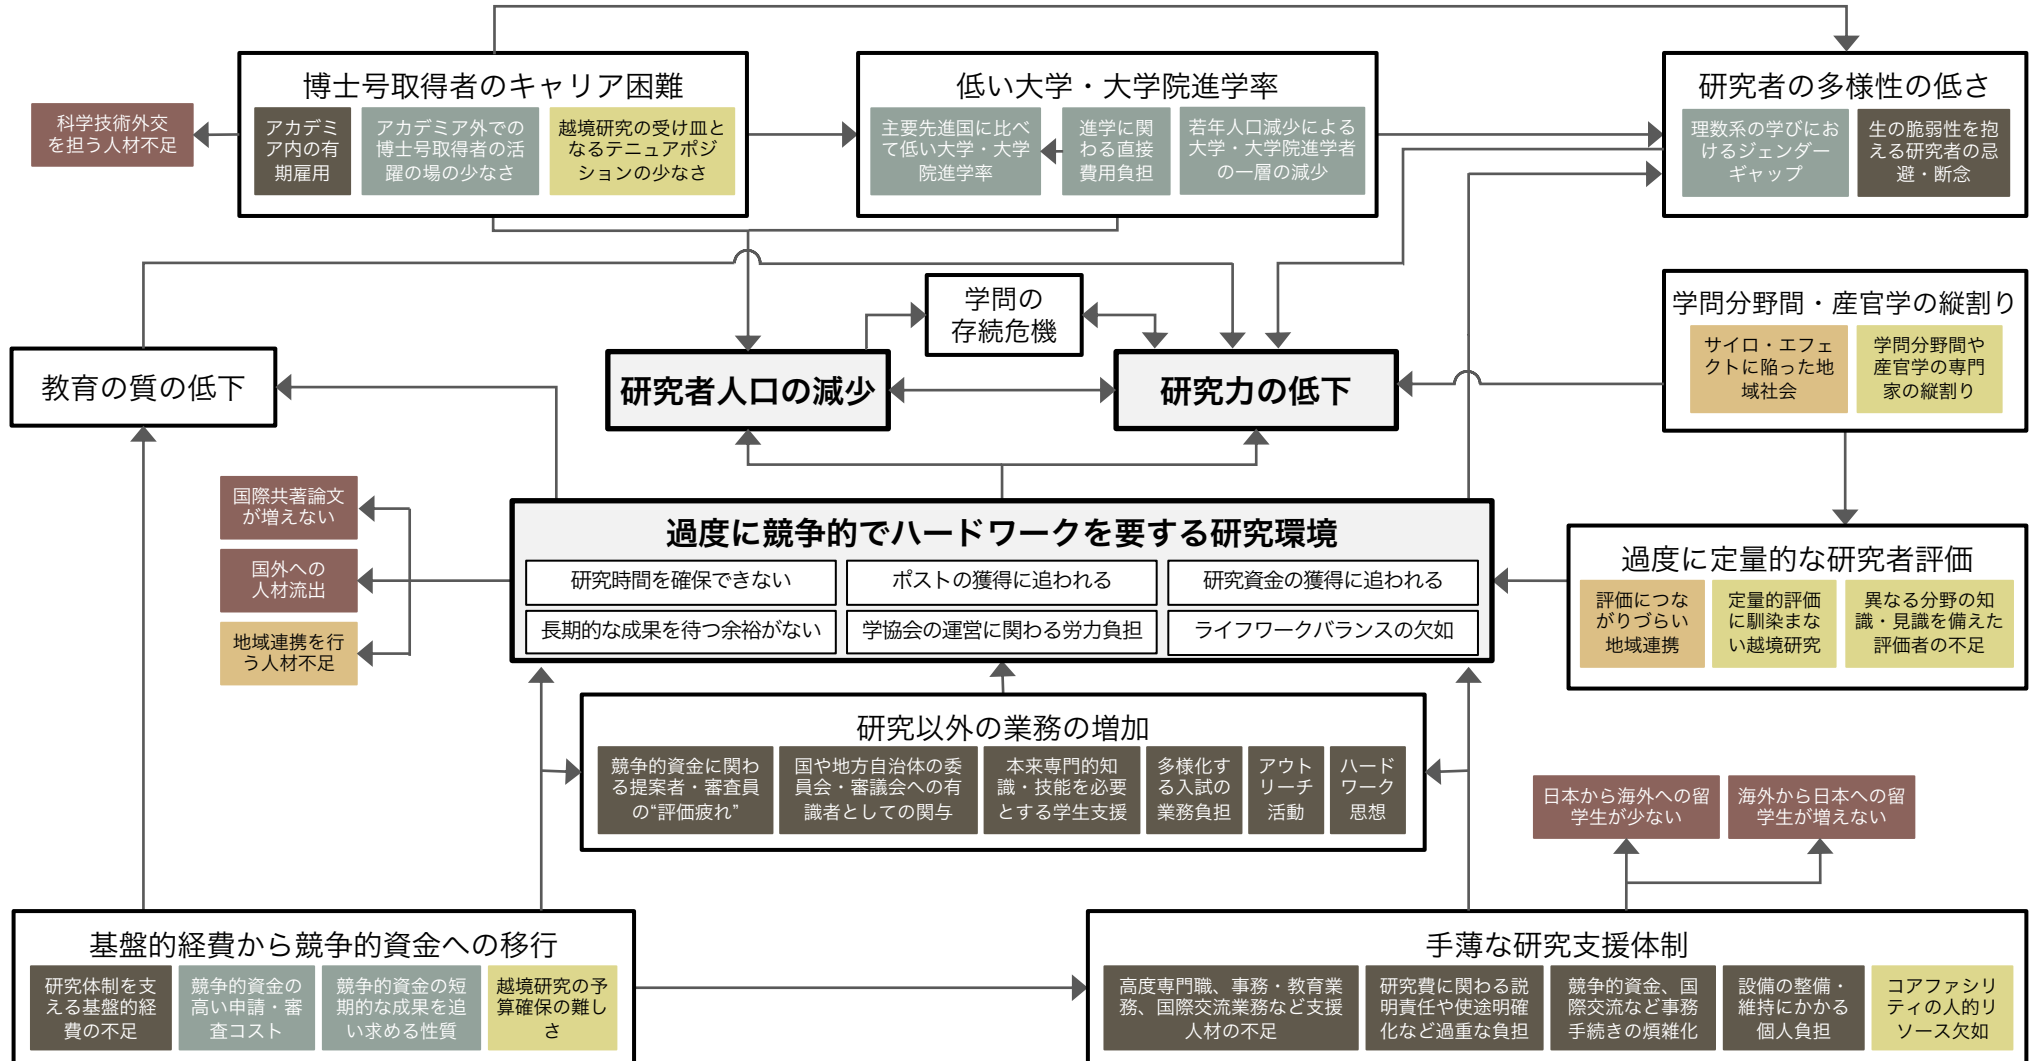 博士号取得者のキャリア困難
アカデミ
ア内の有
期雇用
アカデミア外での
博士号取得者の活
躍の場の少なさ
越境研究の受け皿と
なるテニュアポジ
ションの少なさ
科学技術外交
を担う人材不足
低い大学・大学院進学率
主要先進国に比べ
て低い大学・大学
院進学率
進学に関
わる直接
費用負担
若年人口減少による
大学・大学院進学者
の一層の減少
研究者の多様性の低さ
理数系の学びにお
けるジェンダー
ギャップ
生の脆弱性を抱
える研究者の忌
避・断念
学問の
存続危機
学問分野間・産官学の縦割り
サイロ・エフェ
クトに陥った地
域社会
学問分野間や
産官学の専門
家の縦割り
教育の質の低下
研究者人口の減少
研究力の低下
国際共著論文
が増えない
国外への
人材流出
地域連携を行
う人材不足
過度に競争的でハードワークを要する研究環境
研究時間を確保できない
ポストの獲得に追われる
研究資金の獲得に追われる
長期的な成果を待つ余裕がない
学協会の運営に関わる労力負担
ライフワークバランスの欠如
過度に定量的な研究者評価
評価につな
がりづらい
地域連携
定量的評価
に馴染まな
い越境研究
異なる分野の知
識・見識を備えた
評価者の不足
研究以外の業務の増加
競争的資金に関わ
る提案者・審査員
の“評価疲れ”
国や地方自治体の委
員会・審議会への有
識者としての関与
本来専門的知
識・技能を必要
とする学生支援
多様化す
る入試の
業務負担
アウト
リーチ
活動
ハード
ワーク
思想
日本から海外への留
学生が少ない
海外から日本への留
学生が増えない
基盤的経費から競争的資金への移行
研究体制を支
える基盤的経
費の不足
競争的資金の
高い申請・審
査コスト
競争的資金の短
期的な成果を追
い求める性質
越境研究の予
算確保の難し
さ
手薄な研究支援体制
高度専門職、事務・教育業
務、国際交流業務など支援
人材の不足
研究費に関わる説
明責任や使途明確
化など過重な負担
競争的資金、国
際交流など事務
手続きの煩雑化
設備の整備・
維持にかかる
個人負担
コアファシリ
ティの人的リ
ソース欠如